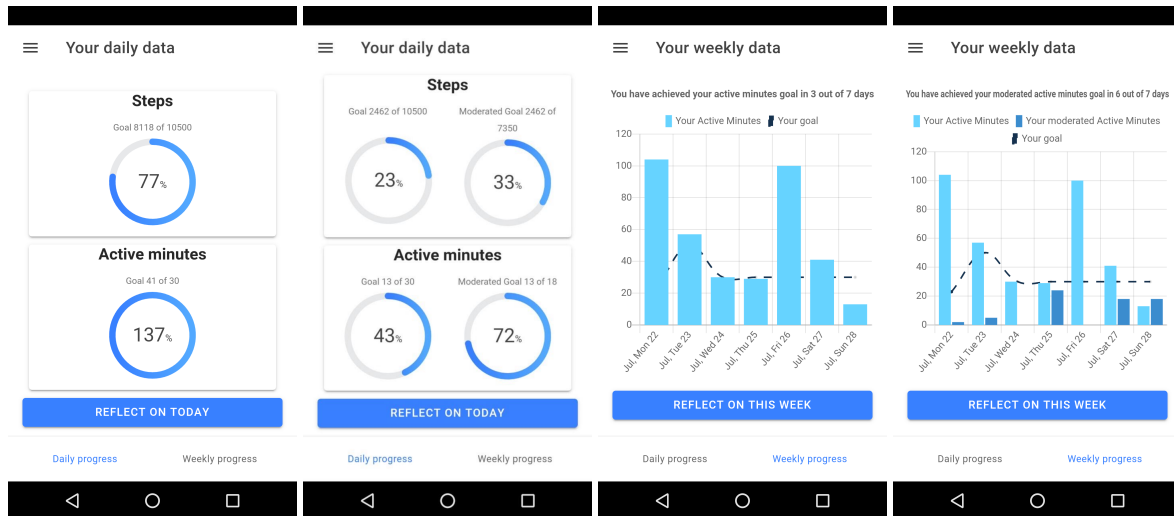 Your daily data
Steps
Goal 8118 of 10500
77%
Active minutes
Goal 41 of 30
137%
REFLECT ON TODAY
Daily progress
Weekly progress
Your daily data
Steps
Goal 2462 of 10500
Moderated Goal 2462 of
7350
23%
33%
Active minutes
Goal 13 of 30
Moderated Goal 13 of 18
43%
72%
REFLECT ON TODAY
Daily progress
Weekly progress
Your weekly data
You have achieved your active minutes goal in 3 out of 7 days
Your Active Minutes
Your goal
120
100
80
60
40
20
0
Jul, Mon 22
Jul, Tue 23
Jul, Wed 24
Jul, Thu 25
Jul, Fri 26
Jul, Sat 27
Jul, Sun 28
REFLECT ON THIS WEEK
Daily progress
Weekly progress
Your weekly data
You have achieved your moderated active minutes goal in 6 out of 7 days
Your Active Minutes
Your moderated Active Minutes
Your goal
120
100
80
60
40
20
0
Jul, Mon 22
Jul, Tue 23
Jul, Wed 24
Jul, Thu 25
Jul, Fri 26
Jul, Sat 27
Jul, Sun 28
REFLECT ON THIS WEEK
Daily progress
Weekly progress